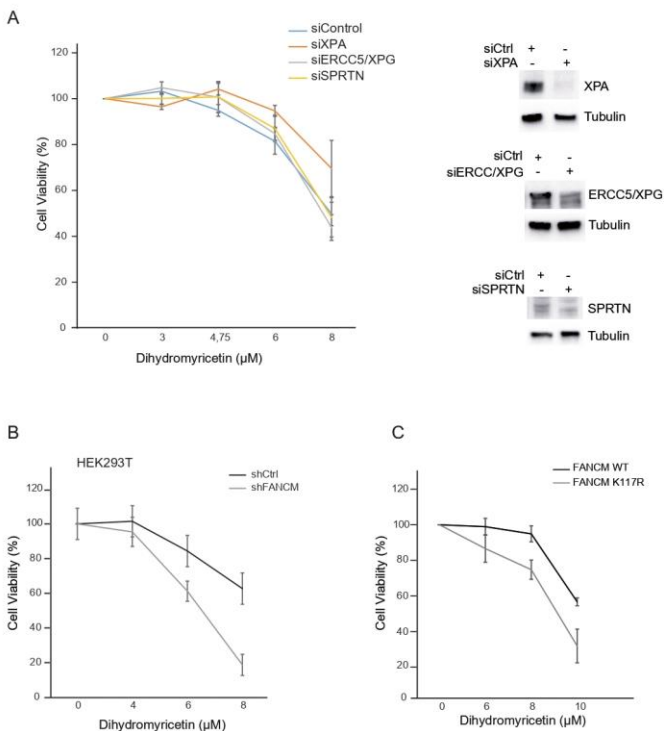 A
siControl
siXPA
siERCC5/XPG
siSPRTN
120
100
80
60
40
20
0
Cell Viability (%)
0 3 4,75 6 8
Dihydromyricetin (µM)
siCtrl + -
siXPA - +
XPA
Tubulin
siCtrl + -
siERCC/XPG - +
ERCC5/XPG
Tubulin
siCtrl + -
siSPRTN - +
SPRTN
Tubulin
B
HEK293T
shCtrl
shFANCM
120
100
80
60
40
20
0
Cell Viability (%)
0 4 6 8
Dihydromyricetin (µM)
C
FANCM WT
FANCM K117R
120
100
80
60
40
20
0
Cell Viability (%)
0 6 8 10
Dihydromyricetin (µM)